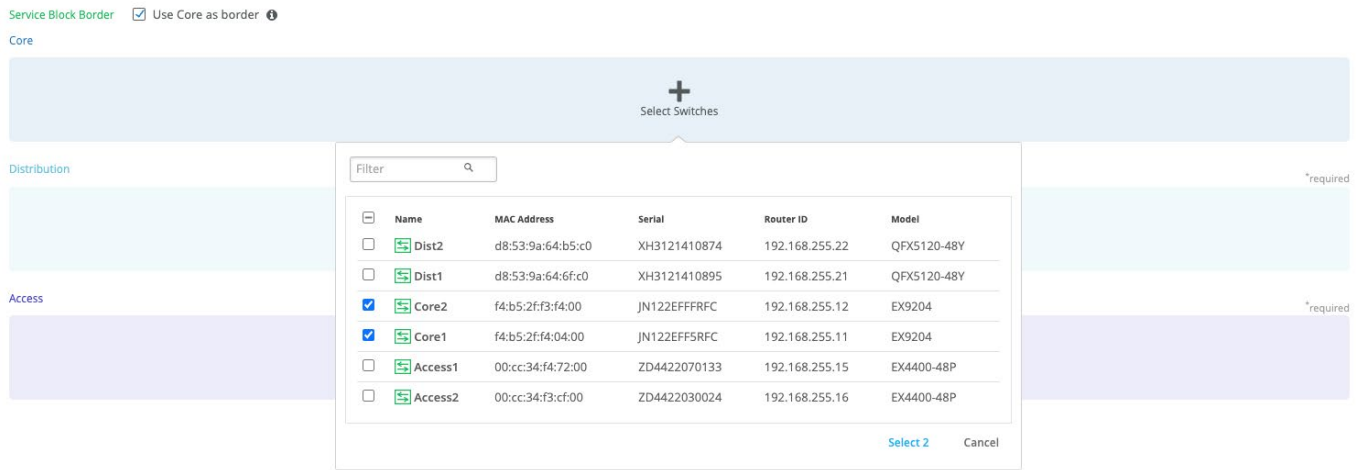 Service Block Border Use Core as border
Core
Select Switches
Filter
Distribution
*required
Name MAC Address Serial Router ID Model
Dist2 d8:53:9a:64:b5:c0 XH3121410874 192.168.255.22 QFX5120-48Y
Dist1 d8:53:9a:64:6f:c0 XH3121410895 192.168.255.21 QFX5120-48Y
Access
*required
Core2 f4:b5:2f:f3:f4:00 JN122EFFFRFC 192.168.255.12 EX9204
Core1 f4:b5:2f:f4:04:00 JN122EFF5RFC 192.168.255.11 EX9204
Access1 00:cc:34:f4:72:00 ZD4422070133 192.168.255.15 EX4400-48P
Access2 00:cc:34:f3:cf:00 ZD4422030024 192.168.255.16 EX4400-48P
Select 2 Cancel